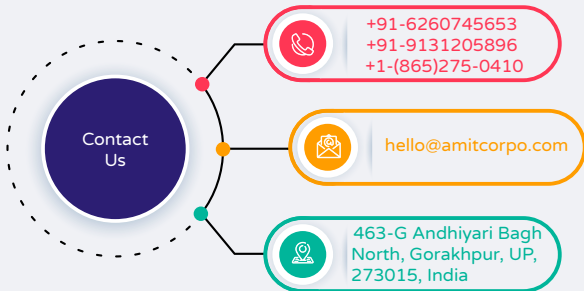 Contact
Us
+91-6260745653
+91-9131205896
+1-(865)275-0410
hello@amitcorpo.com
463-G Andhiyari Bagh
North, Gorakhpur, UP,
273015, India